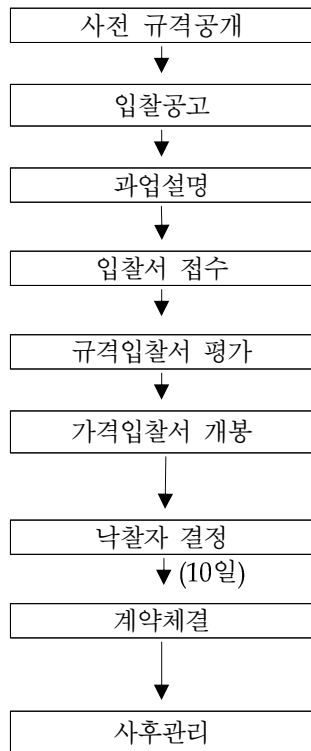 사전 규격공개
입찰공고
과업설명
입찰서 접수
규격입찰서 평가
가격입찰서 개봉
낙찰자 결정
(10일)
계약체결
사후관리